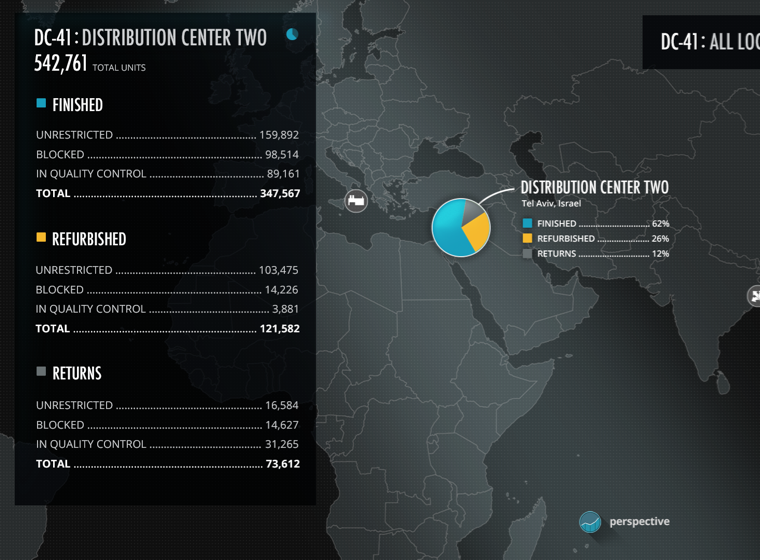 DC-41: DISTRIBUTION CENTER TWO
542,761 TOTAL UNITS
FINISHED
UNRESTRICTED 159,892
BLOCKED 98,514
IN QUALITY CONTROL 89,161
TOTAL 347,567
REFURBISHED
UNRESTRICTED 103,475
BLOCKED 14,226
IN QUALITY CONTROL 3,881
TOTAL 121,582
RETURNS
UNRESTRICTED 16,584
BLOCKED 14,627
IN QUALITY CONTROL 31,265
TOTAL 73,612
DC-41: ALL LOC
DISTRIBUTION CENTER TWO
Tel Aviv, Israel
FINISHED 62%
REFURBISHED 26%
RETURNS 12%
perspective